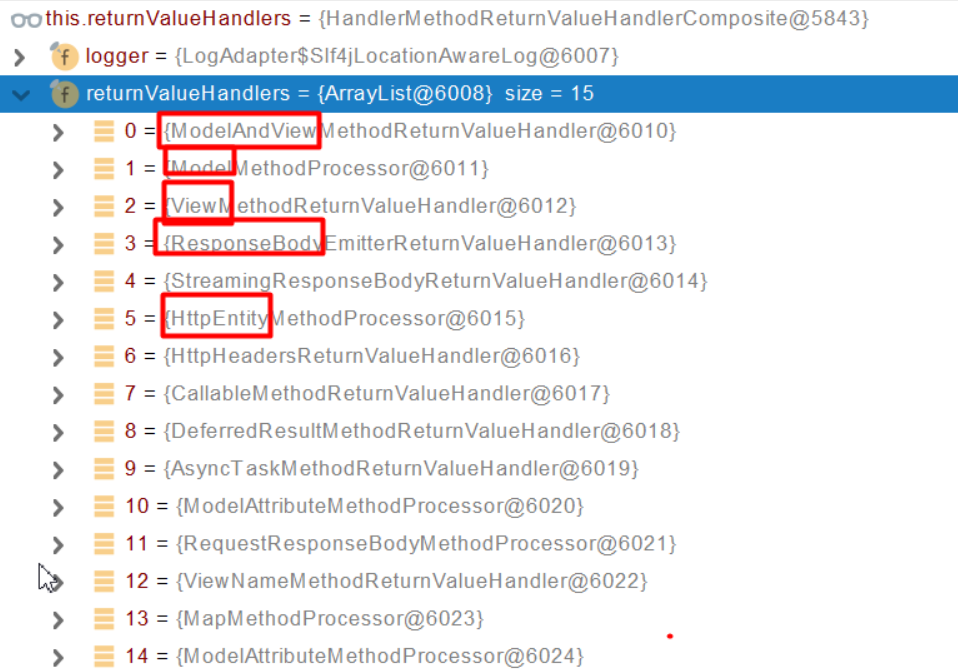 this.returnValueHandlers = {HandlerMethodReturnValueHandlerComposite@5843}
f logger = {LogAdapter$Slf4jLocationAwareLog@6007}
f returnValueHandlers = {ArrayList@6008} size = 15
0 = {ModelAndViewMethodReturnValueHandler@6010}
1 = {ModelMethodProcessor@6011}
2 = {ViewMethodReturnValueHandler@6012}
3 = {ResponseBodyEmitterReturnValueHandler@6013}
4 = {StreamingResponseBodyReturnValueHandler@6014}
5 = {HttpEntityMethodProcessor@6015}
6 = {HttpHeadersReturnValueHandler@6016}
7 = {CallableMethodReturnValueHandler@6017}
8 = {DeferredResultMethodReturnValueHandler@6018}
9 = {AsyncTaskMethodReturnValueHandler@6019}
10 = {ModelAttributeMethodProcessor@6020}
11 = {RequestResponseBodyMethodProcessor@6021}
12 = {ViewNameMethodReturnValueHandler@6022}
13 = {MapMethodProcessor@6023}
14 = {ModelAttributeMethodProcessor@6024}